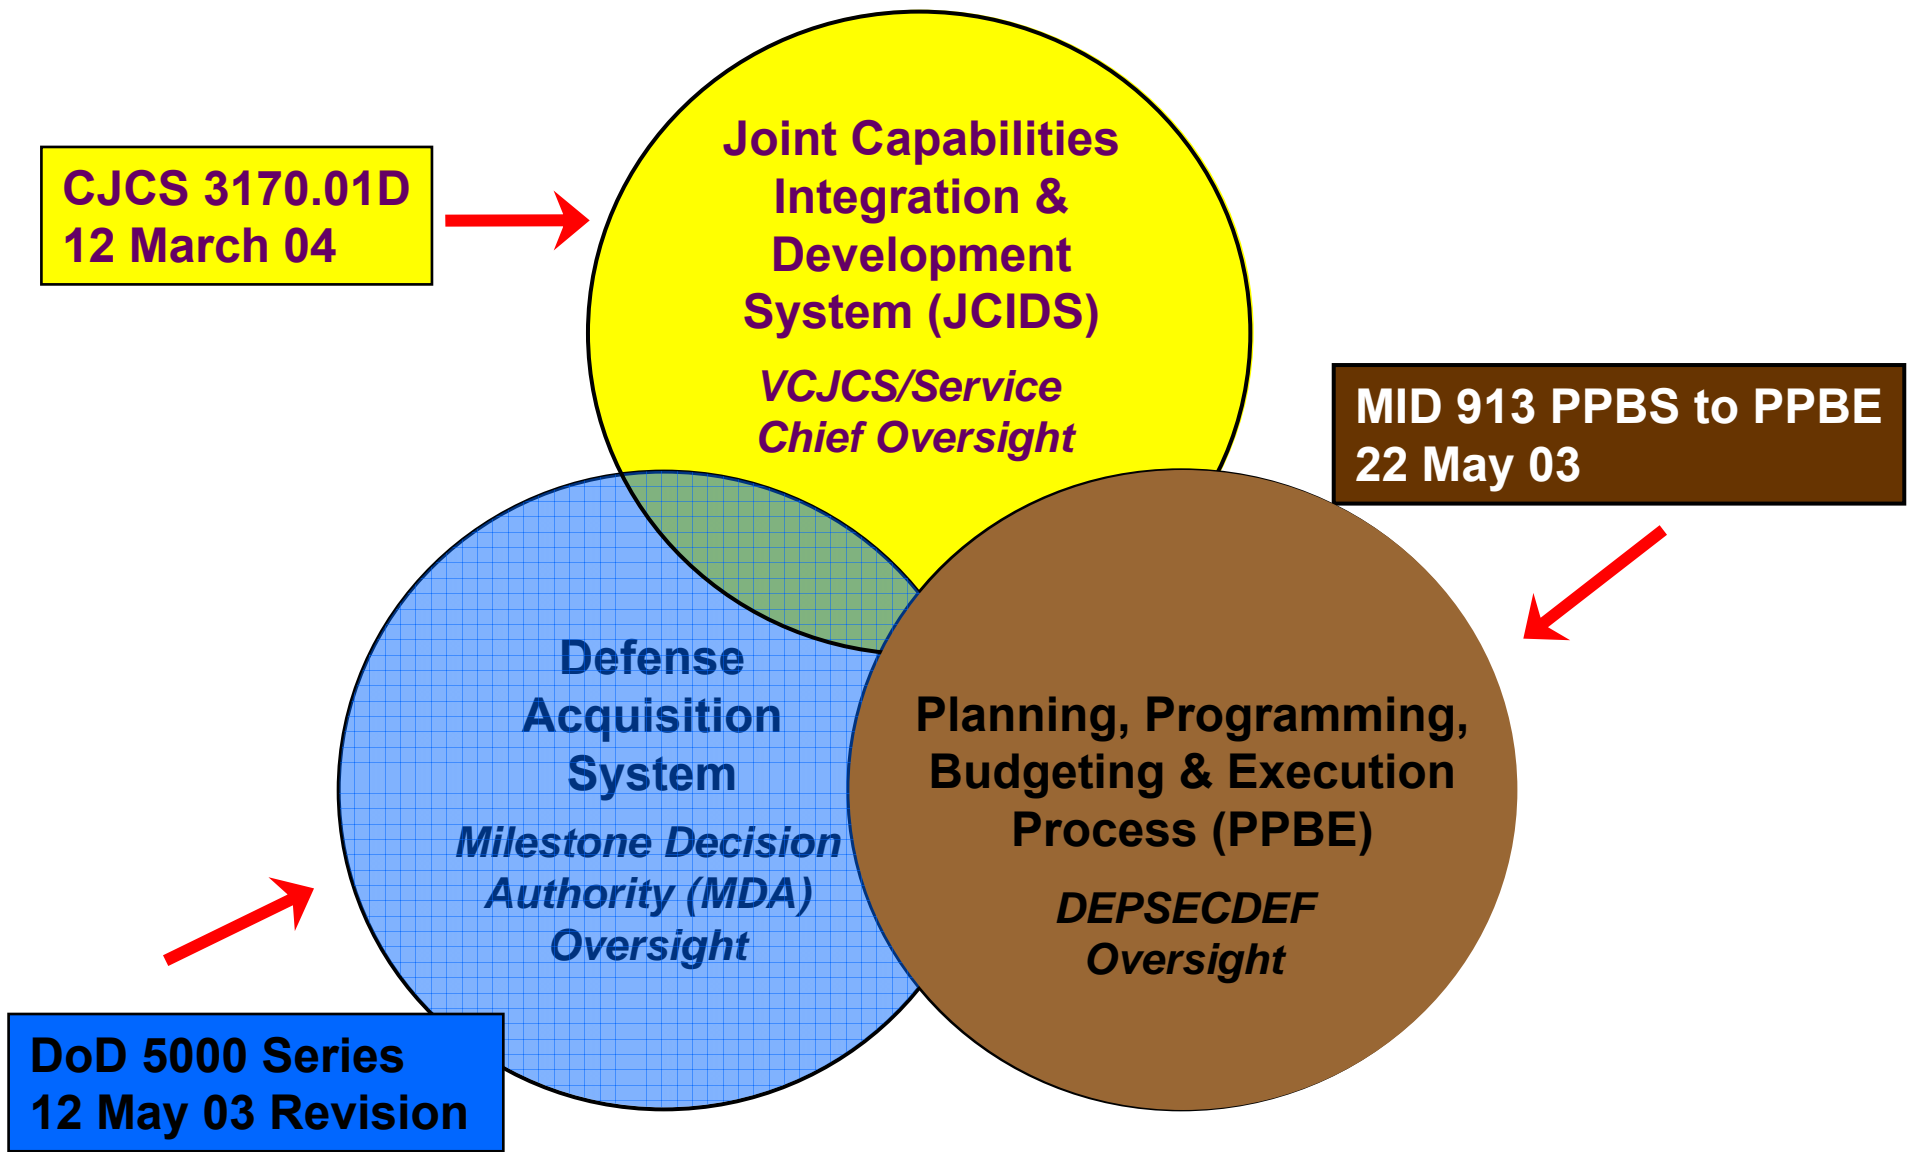 Joint Capabilities
Integration &
Development
System (JCIDS)
VCJCS/Service
Chief Oversight
CJCS 3170.01D
12 March 04
MID 913 PPBS to PPBE
22 May 03
Defense
Acquisition
System
Milestone Decision
Authority (MDA)
Oversight
Planning, Programming,
Budgeting & Execution
Process (PPBE)
DEPSECDEF
Oversight
DoD 5000 Series
12 May 03 Revision